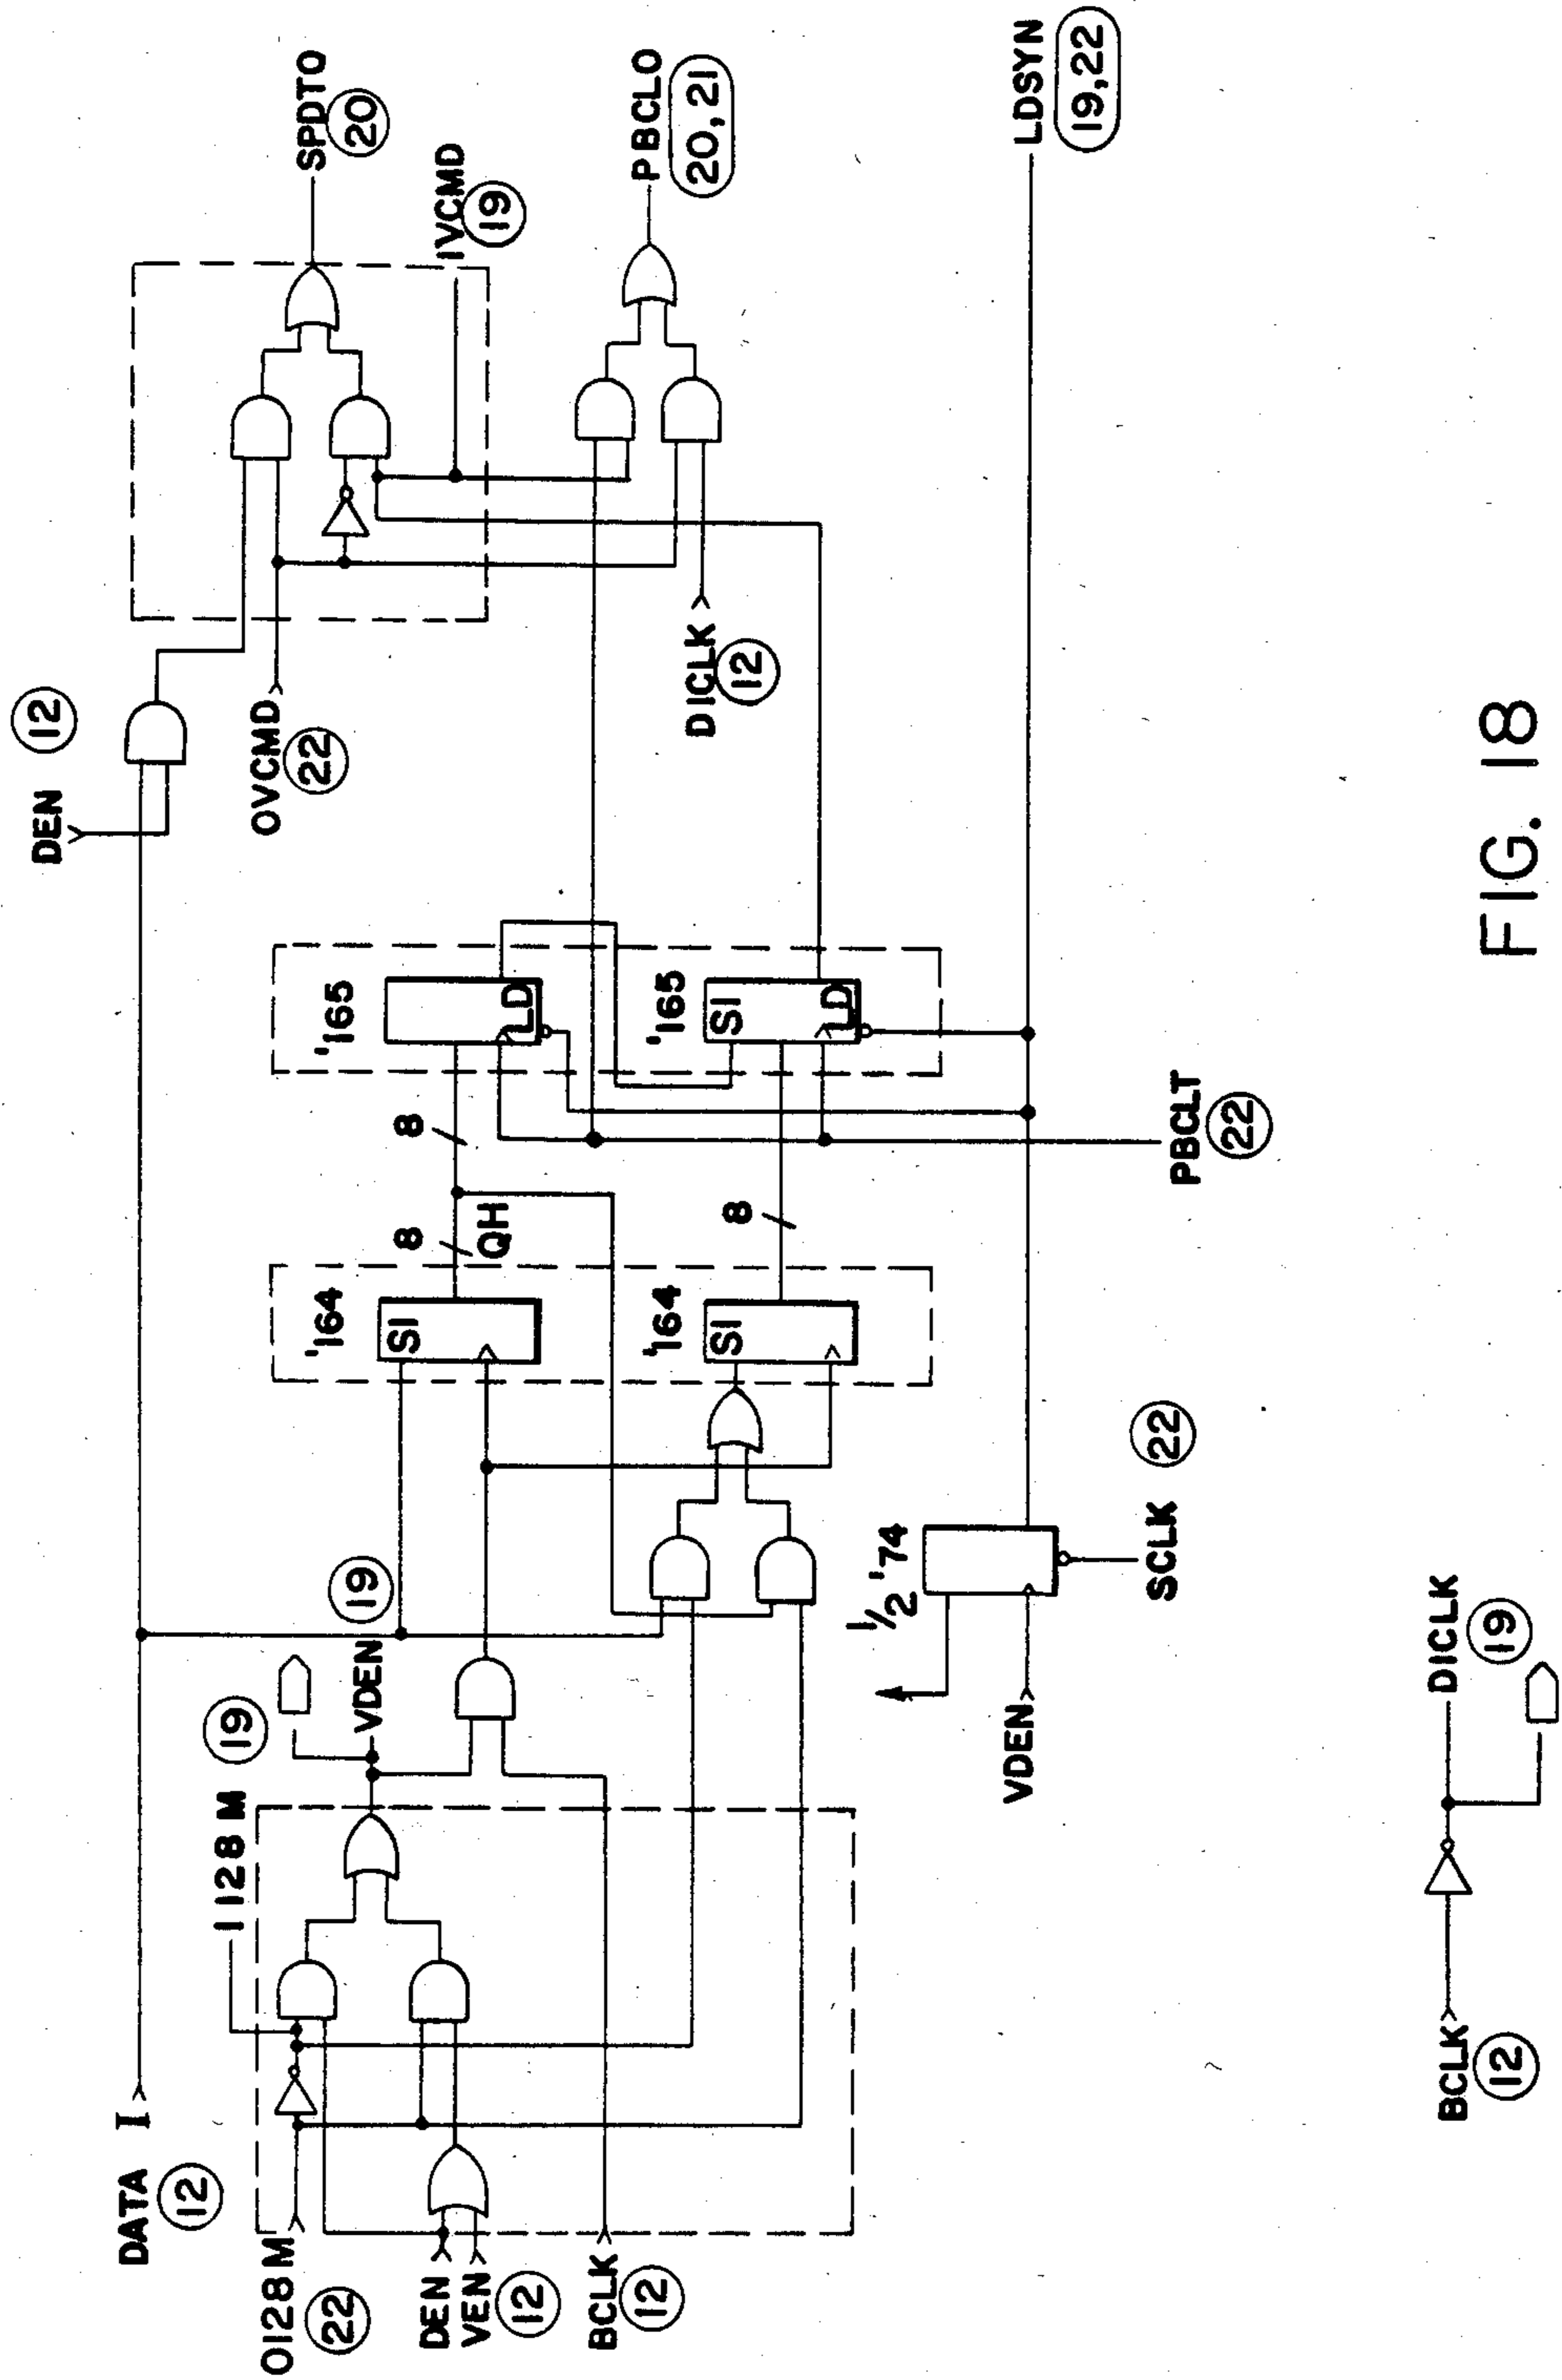 DATA I
12
0128 M
22
DEN
VEN
12
BCLK
12
1128 M
19
VDEN
19
'164
SI
8
QH
8
'165
LD
'164
SI
8
'165
SI
LD
DEN
12
OVCMD
22
DICLK
12
SPDTO
20
IVCMD
19
PBCLO
20, 21
LDSYN
19,22
PBCLT
22
1/2 '74
VDEN
SCLK
22
BCLK
12
DICLK
19
FIG. 18